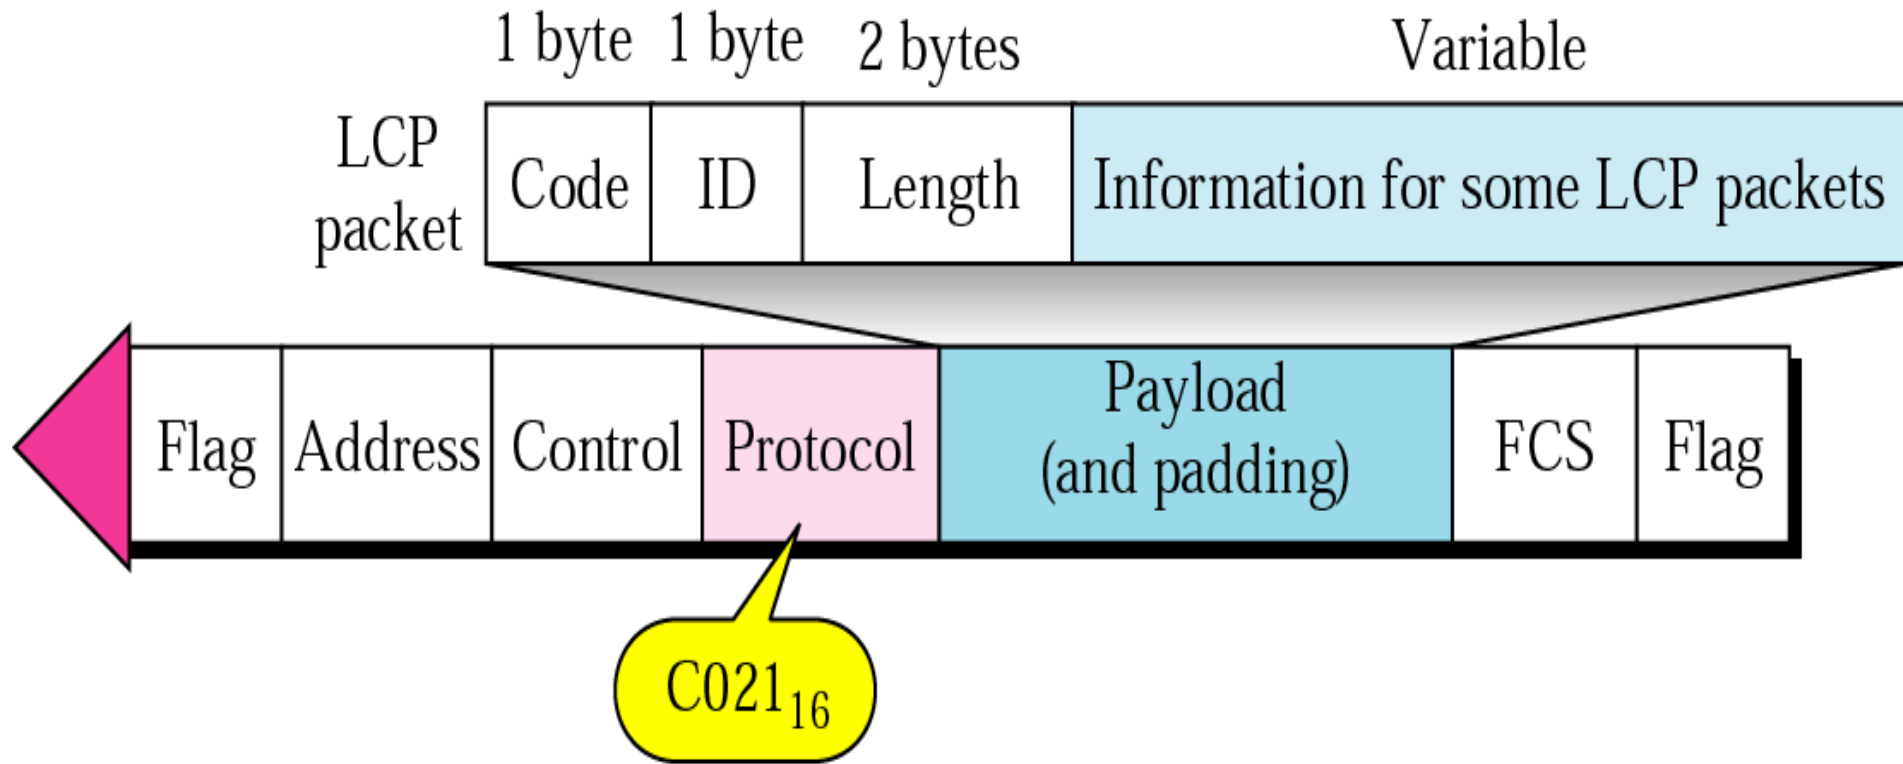 1 byte 1 byte 2 bytes Variable
LCP
packet
Code ID Length Information for some LCP packets
Flag Address Control Protocol Payload
(and padding) FCS Flag
C021₁₆